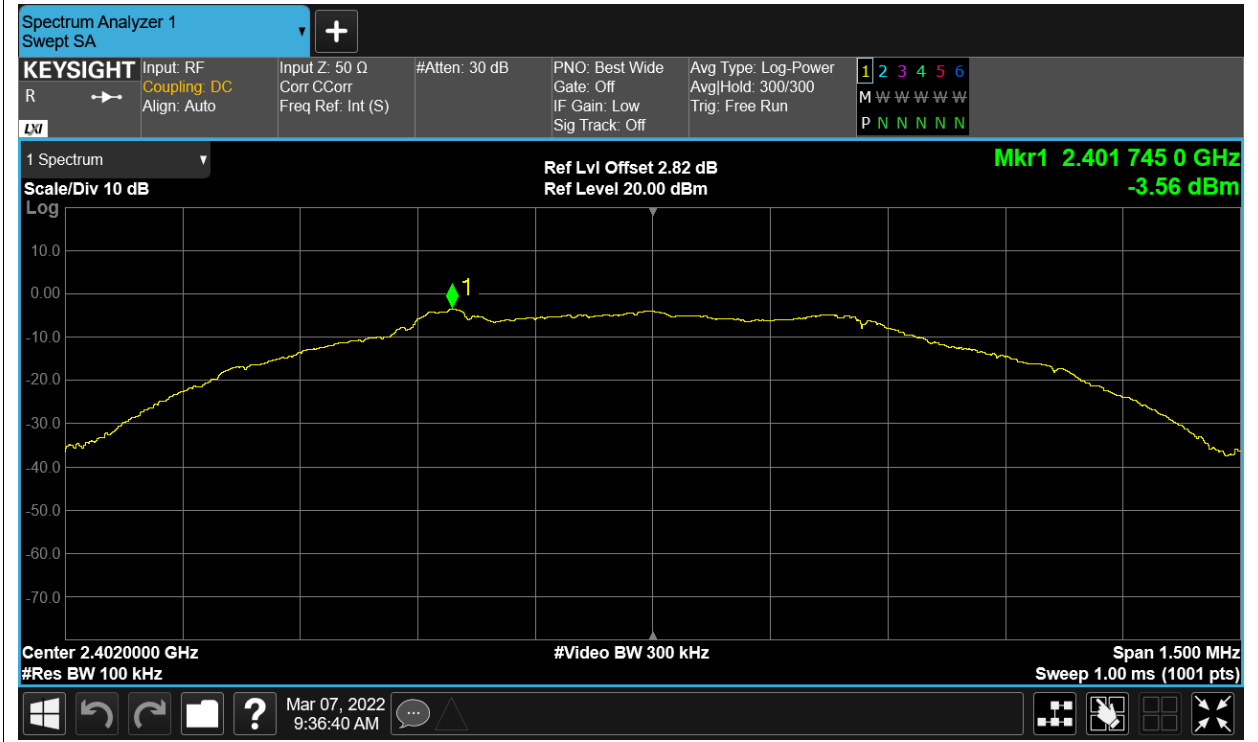 Spectrum Analyzer 1
Swept SA
KEYSIGHT
R
LXI
Input: RF
Coupling: DC
Align: Auto
Input Z: 50 Ω
Corr CCorr
Freq Ref: Int (S)
#Atten: 30 dB
PNO: Best Wide
Gate: Off
IF Gain: Low
Sig Track: Off
Avg Type: Log-Power
Avg|Hold: 300/300
Trig: Free Run
1 2 3 4 5 6
M W W W W W W
P N N N N N N
1 Spectrum
Scale/Div 10 dB
Log
Ref Lvl Offset 2.82 dB
Ref Level 20.00 dBm
Mkr1 2.401 745 0 GHz
-3.56 dBm
10.0
0.00
-10.0
-20.0
-30.0
-40.0
-50.0
-60.0
-70.0
1
Center 2.4020000 GHz
#Res BW 100 kHz
#Video BW 300 kHz
Span 1.500 MHz
Sweep 1.00 ms (1001 pts)
?
Mar 07, 2022
9:36:40 AM